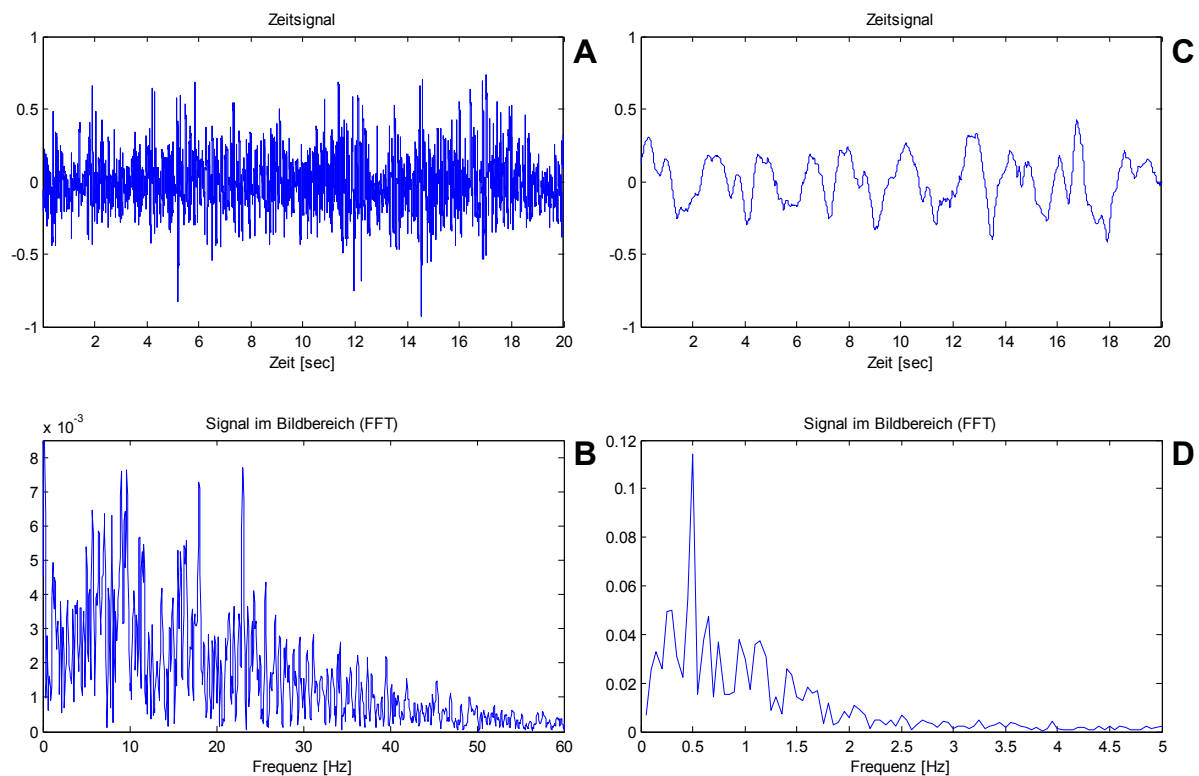 Zeitsignal
A
1
0.5
0
-0.5
-1
2 4 6 8 10 12 14 16 18 20
Zeit [sec]
Zeitsignal
C
1
0.5
0
-0.5
-1
0 2 4 6 8 10 12 14 16 18 20
Zeit [sec]
x 10⁻³
Signal im Bildbereich (FFT)
B
8
7
6
5
4
3
2
1
0
0 10 20 30 40 50 60
Frequenz [Hz]
Signal im Bildbereich (FFT)
D
0.12
0.1
0.08
0.06
0.04
0.02
0
0 0.5 1 1.5 2 2.5 3 3.5 4 4.5 5
Frequenz [Hz]